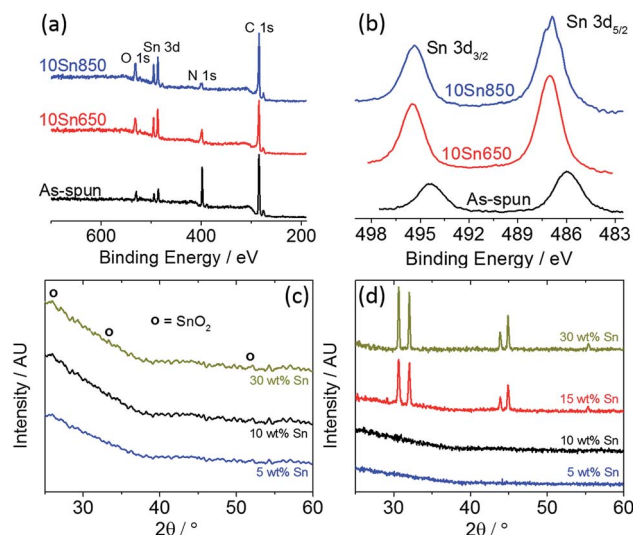 (a)
C 1s
Sn 3d
O 1s
N 1s
10Sn850
10Sn650
As-spun
600
400
200
Binding Energy / eV
(b)
Sn 3d5/2
Sn 3d3/2
10Sn850
10Sn650
As-spun
498
495
492
489
486
483
Binding Energy / eV
(c)
o
o
o = SnO2
o
30 wt% Sn
10 wt% Sn
5 wt% Sn
Intensity / AU
30
40
50
60
2θ / °
(d)
30 wt% Sn
15 wt% Sn
10 wt% Sn
5 wt% Sn
Intensity / AU
30
40
50
60
2θ / °